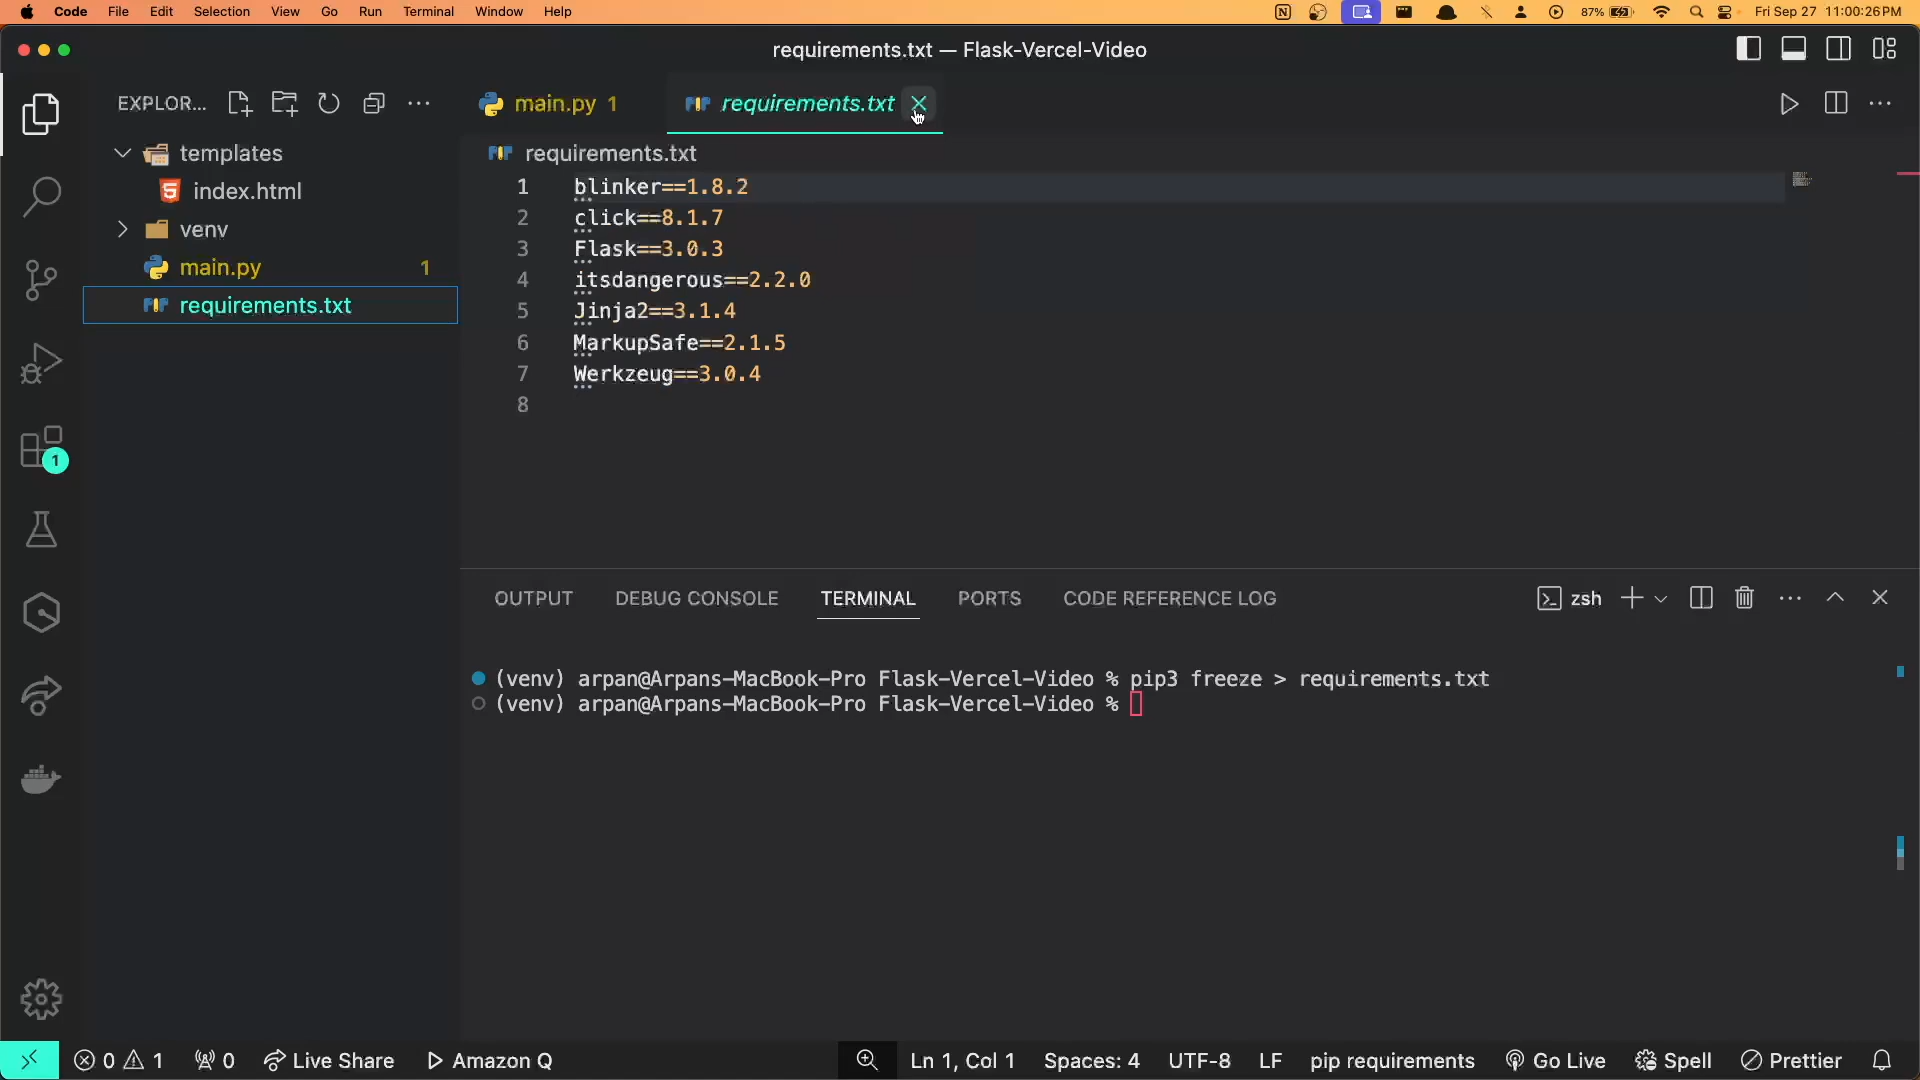 Code File Edit Selection View Go Run Terminal Window Help 87% Fri Sep 27 11:00:26 PM
requirements.txt — Flask-Vercel-Video
EXPLOR... main.py 1 requirements.txt
templates
index.html
venv
main.py 1
requirements.txt
requirements.txt
1 blinker==1.8.2
2 click==8.1.7
3 Flask==3.0.3
4 itsdangerous==2.2.0
5 Jinja2==3.1.4
6 MarkupSafe==2.1.5
7 Werkzeug==3.0.4
8
1
OUTPUT DEBUG CONSOLE TERMINAL PORTS CODE REFERENCE LOG zsh
(venv) arpan@Arpans-MacBook-Pro Flask-Vercel-Video % pip3 freeze > requirements.txt
(venv) arpan@Arpans-MacBook-Pro Flask-Vercel-Video %
0 1 0 Live Share Amazon Q Ln 1, Col 1 Spaces: 4 UTF-8 LF pip requirements Go Live Spell Prettier